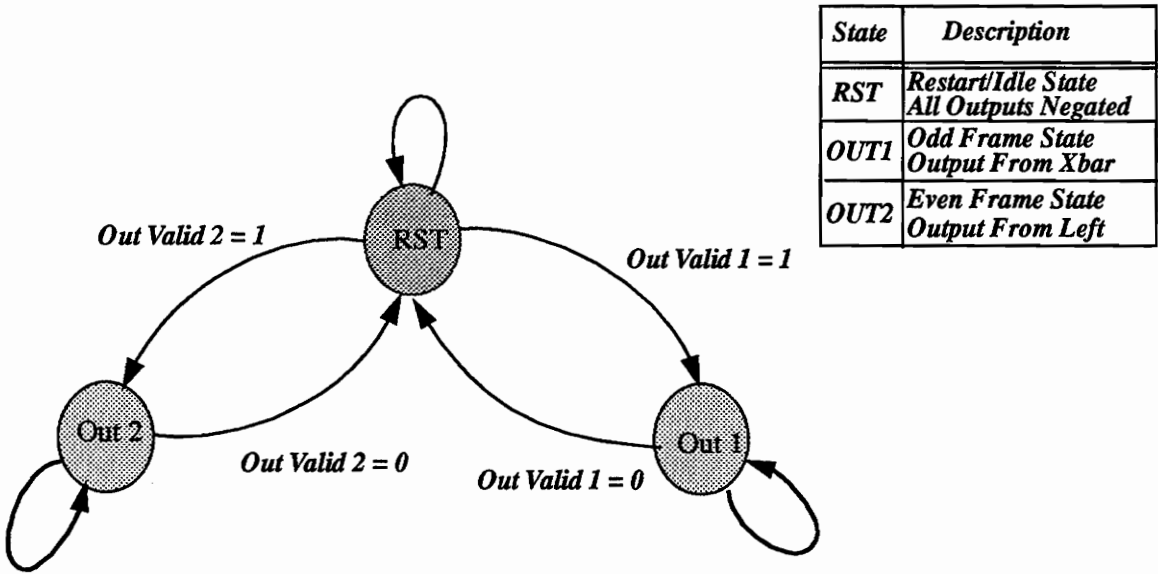 State Description
RST Restart/Idle State
All Outputs Negated
OUT1 Odd Frame State
Output From Xbar
OUT2 Even Frame State
Output From Left
RST
Out Valid 2 = 1
Out Valid 1 = 1
Out 2
Out 1
Out Valid 2 = 0
Out Valid 1 = 0